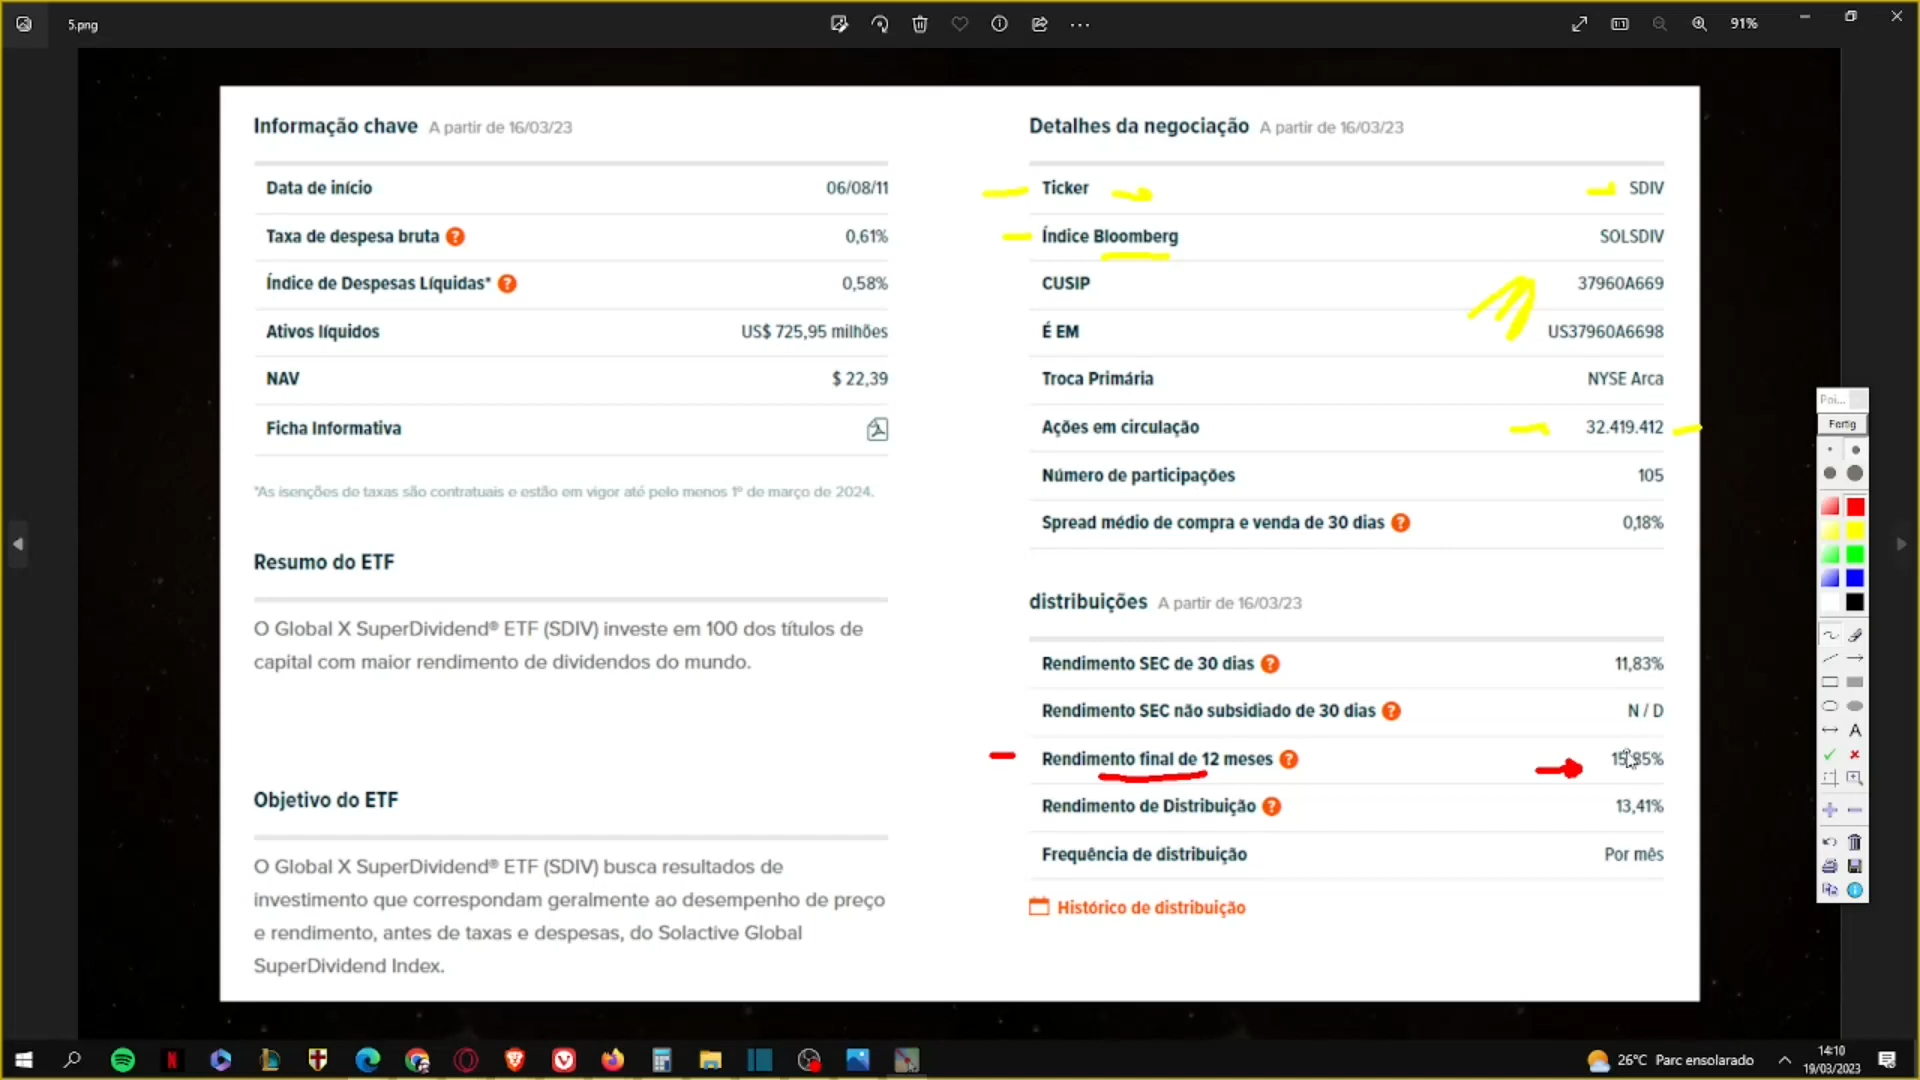 5.png
91%
Informação chave A partir de 16/03/23
Data de início 06/08/11
Taxa de despesa bruta ? 0,61%
Índice de Despesas Líquidas* ? 0,58%
Ativos líquidos US$ 725,95 milhões
NAV $ 22,39
Ficha Informativa
*As isenções de taxas são contratuais e estão em vigor até pelo menos 1º de março de 2024.
Resumo do ETF
O Global X SuperDividend® ETF (SDIV) investe em 100 dos títulos de
capital com maior rendimento de dividendos do mundo.
Objetivo do ETF
O Global X SuperDividend® ETF (SDIV) busca resultados de
investimento que correspondam geralmente ao desempenho de preço
e rendimento, antes de taxas e despesas, do Solactive Global
SuperDividend Index.
Detalhes da negociação A partir de 16/03/23
Ticker SDIV
Índice Bloomberg SOLSDIV
CUSIP 37960A669
É EM US37960A6698
Troca Primária NYSE Arca
Ações em circulação 32.419.412
Número de participações 105
Spread médio de compra e venda de 30 dias ? 0,18%
distribuições A partir de 16/03/23
Rendimento SEC de 30 dias ? 11,83%
Rendimento SEC não subsidiado de 30 dias ? N / D
Rendimento final de 12 meses ? 15,85%
Rendimento de Distribuição ? 13,41%
Frequência de distribuição Por mês
Histórico de distribuição
Poi...
Fertig
A
26°C Parc ensolarado
14:10
19/03/2023